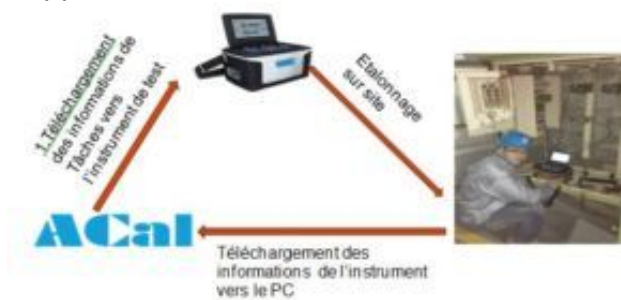 1.Téléchargement
des informations de
Tâches vers
l'instrument de test
Etalonnage
sur site
ACal
Téléchargement des
informations de l'instrument
vers le PC